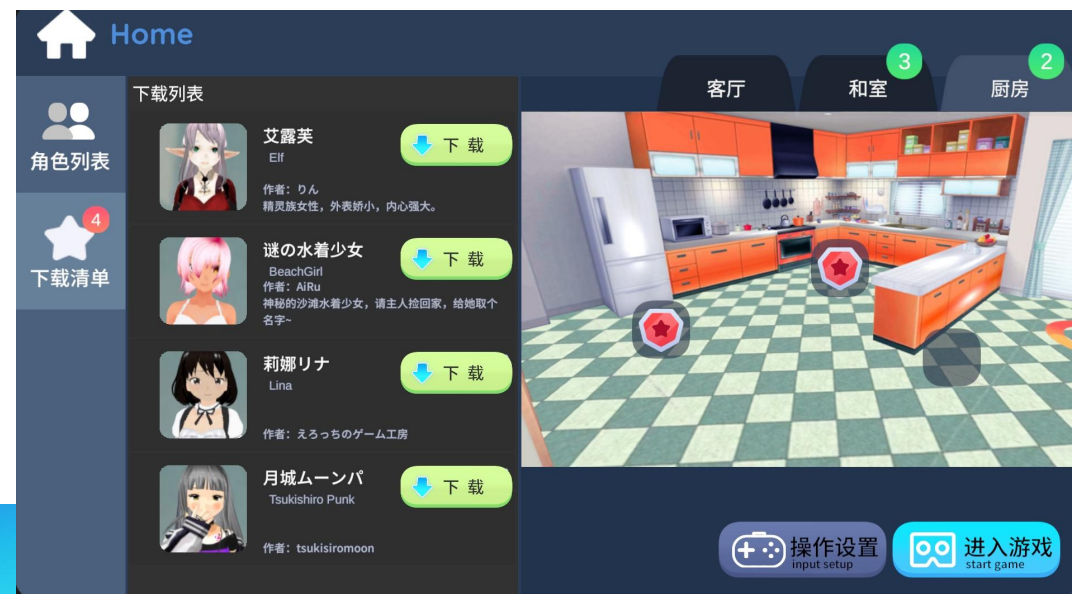 Home
3
2
客厅
和室
厨房
下载列表
角色列表
4
下载清单
艾露芙
Elf
下 载
作者：りん
精灵族女性，外表娇小，内心强大。
谜の水着少女
BeachGirl
下 载
作者：AiRu
神秘的沙滩水着少女，请主人捡回家，给她取个
名字~
莉娜リナ
Lina
下 载
作者：えろっちのゲーム工房
月城ムーンパ
Tsukishiro Punk
下 载
作者：tsukisiromoon
操作设置
input setup
进入游戏
start game